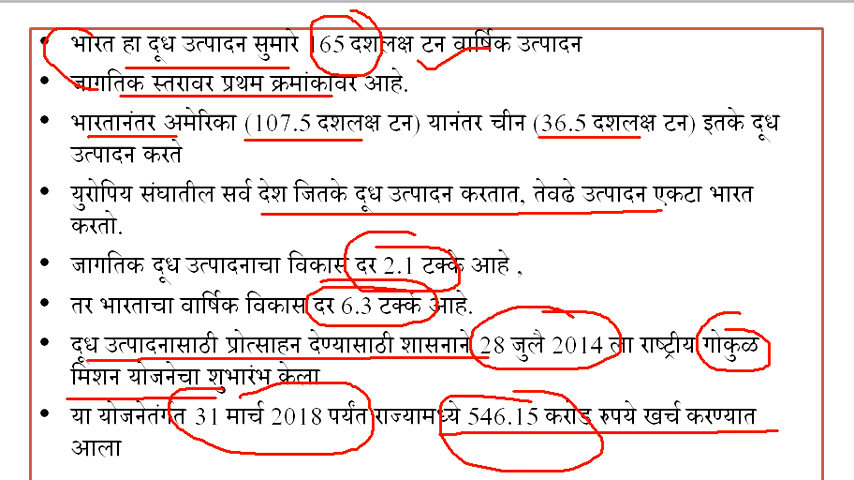 • भारत हा दूध उत्पादन सुमारे 165 दशलक्ष टन वार्षिक उत्पादन
• जागतिक स्तरावर प्रथम क्रमांकावर आहे.
• भारतानंतर अमेरिका (107.5 दशलक्ष टन) यानंतर चीन (36.5 दशलक्ष टन) इतके दूध
उत्पादन करते
• युरोपिय संघातील सर्व देश जितके दूध उत्पादन करतात, तेवढे उत्पादन एकटा भारत
करतो.
• जागतिक दूध उत्पादनाचा विकास दर 2.1 टक्के आहे ,
• तर भारताचा वार्षिक विकास दर 6.3 टक्के आहे.
• दूध उत्पादनासाठी प्रोत्साहन देण्यासाठी शासनाने 28 जुलै 2014 ला राष्ट्रीय गोकुळ
मिशन योजनेचा शुभारंभ केला
• या योजनेतंर्गत 31 मार्च 2018 पर्यंत राज्यामध्ये 546.15 करोड रुपये खर्च करण्यात
आला